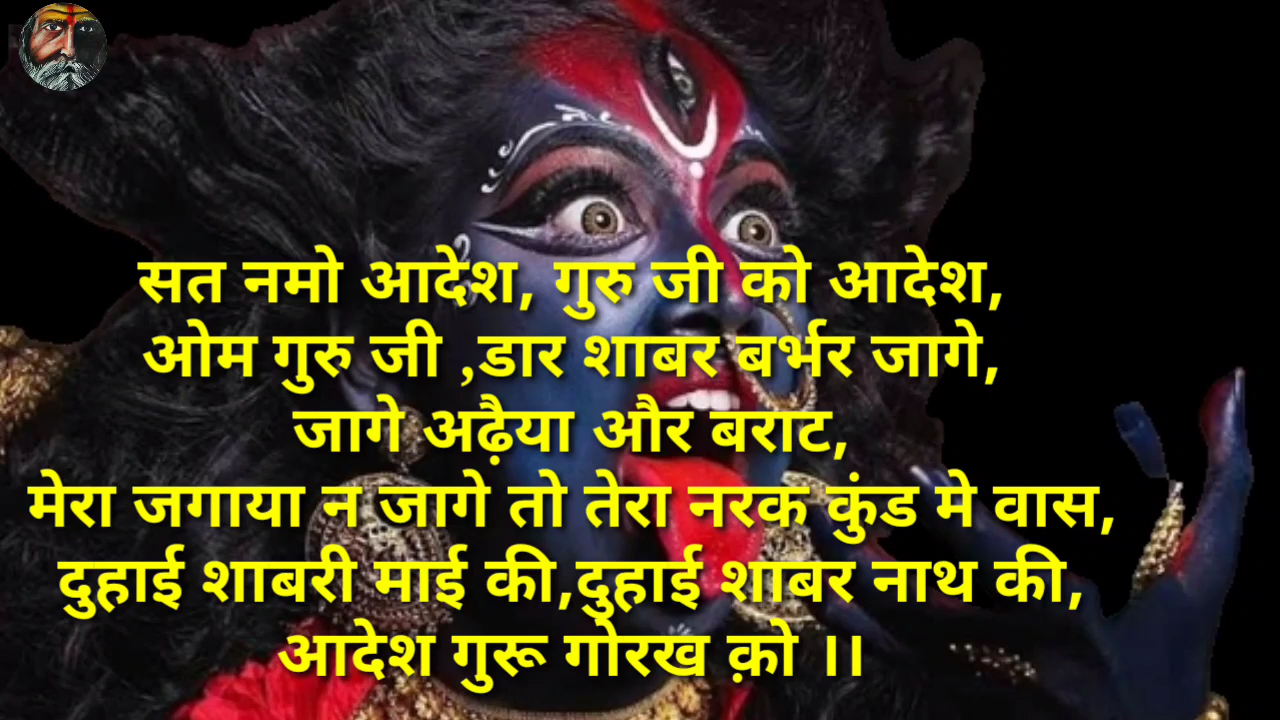 सत नमो आदेश, गुरु जी को आदेश,
ओम गुरु जी ,डार शाबर बर्भर जागे,
जागे अढ़ैया और बराट,
मेरा जगाया न जागे तो तेरा नरक कुंड मे वास,
दुहाई शाबरी माई की,दुहाई शाबर नाथ की,
आदेश गुरू गोरख क़ो ।।